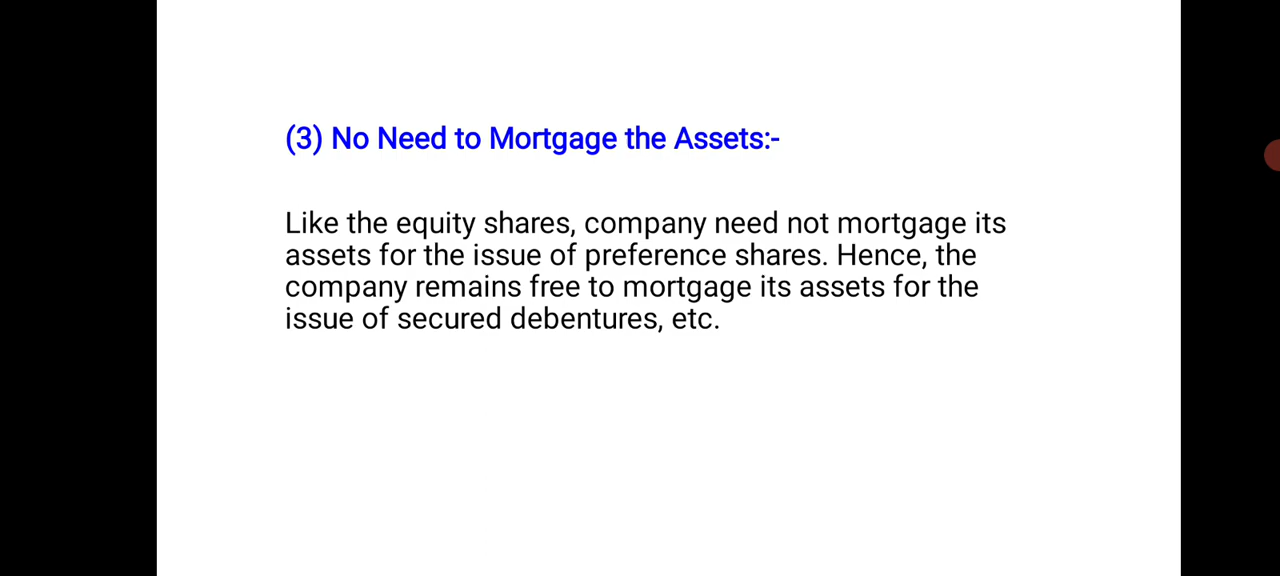 (3) No Need to Mortgage the Assets:-
Like the equity shares, company need not mortgage its
assets for the issue of preference shares. Hence, the
company remains free to mortgage its assets for the
issue of secured debentures, etc.